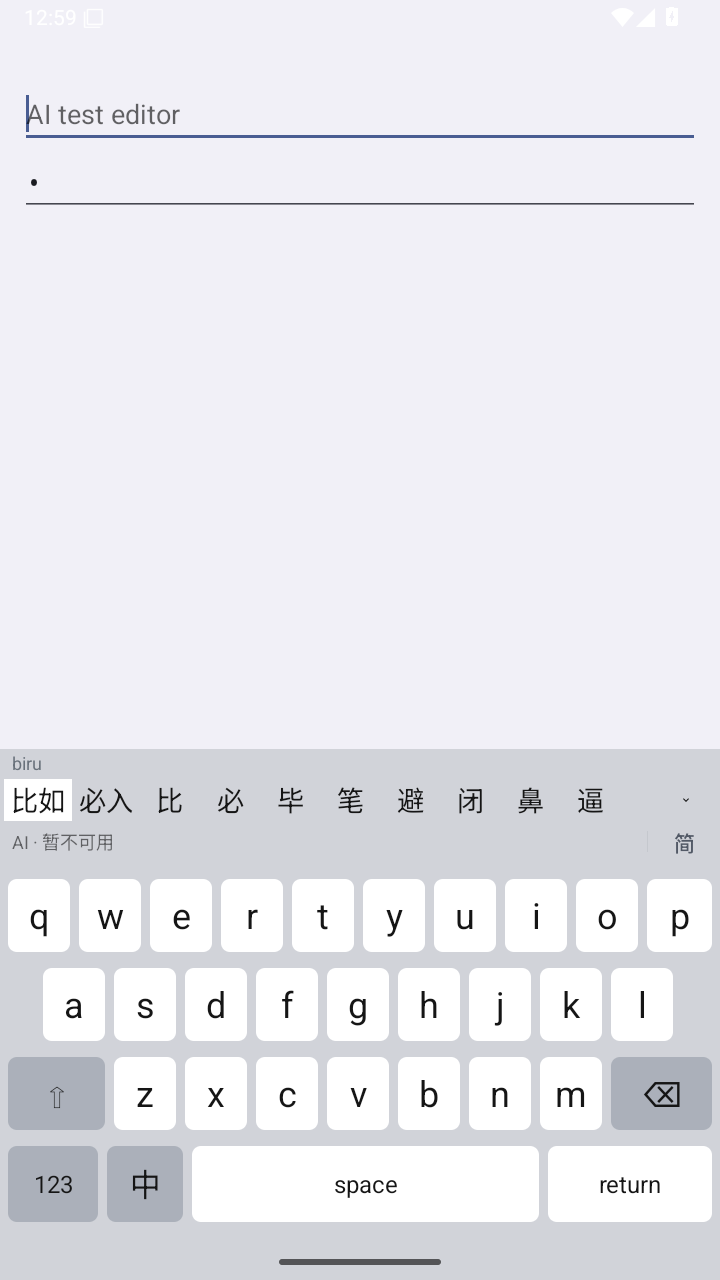 12:59
AI test editor
•
biru
比如 必入 比 必 毕 笔 避 闭 鼻 逼
AI · 暂不可用 简
q w e r t y u i o p
a s d f g h j k l
⇧ z x c v b n m
123 中 space return